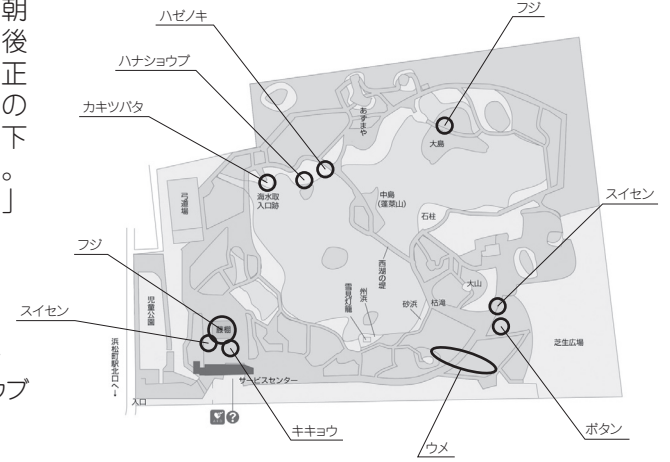 朝
後
正
の
下
。
」
ウブ
ハゼノキ
ハナショウブ
カキツバタ
フジ
スイセン
フジ
スイセン
キキョウ
ウメ
ボタン
あずまや
大島
海水取
入口跡
弓道場
中島
(蓬莱山)
石柱
西湖の堤
大山
枯滝
砂浜
州浜
雪見灯籠
児童公園
藤棚
芝生広場
浜松町駅北口へ→
サービスセンター
入口
?